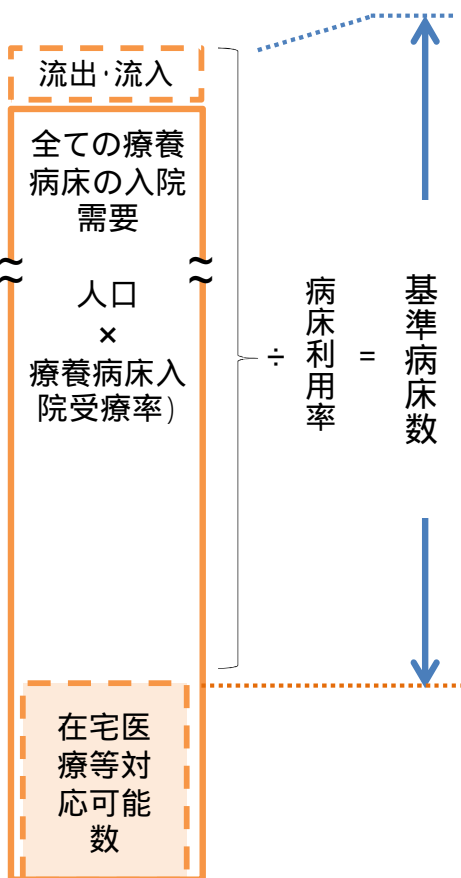 流出･流入
全ての療養
病床の入院
需要
人口
×
療養病床入
院受療率)
÷
病床利用率
=
基準病床数
在宅医
療等対
応可能
数